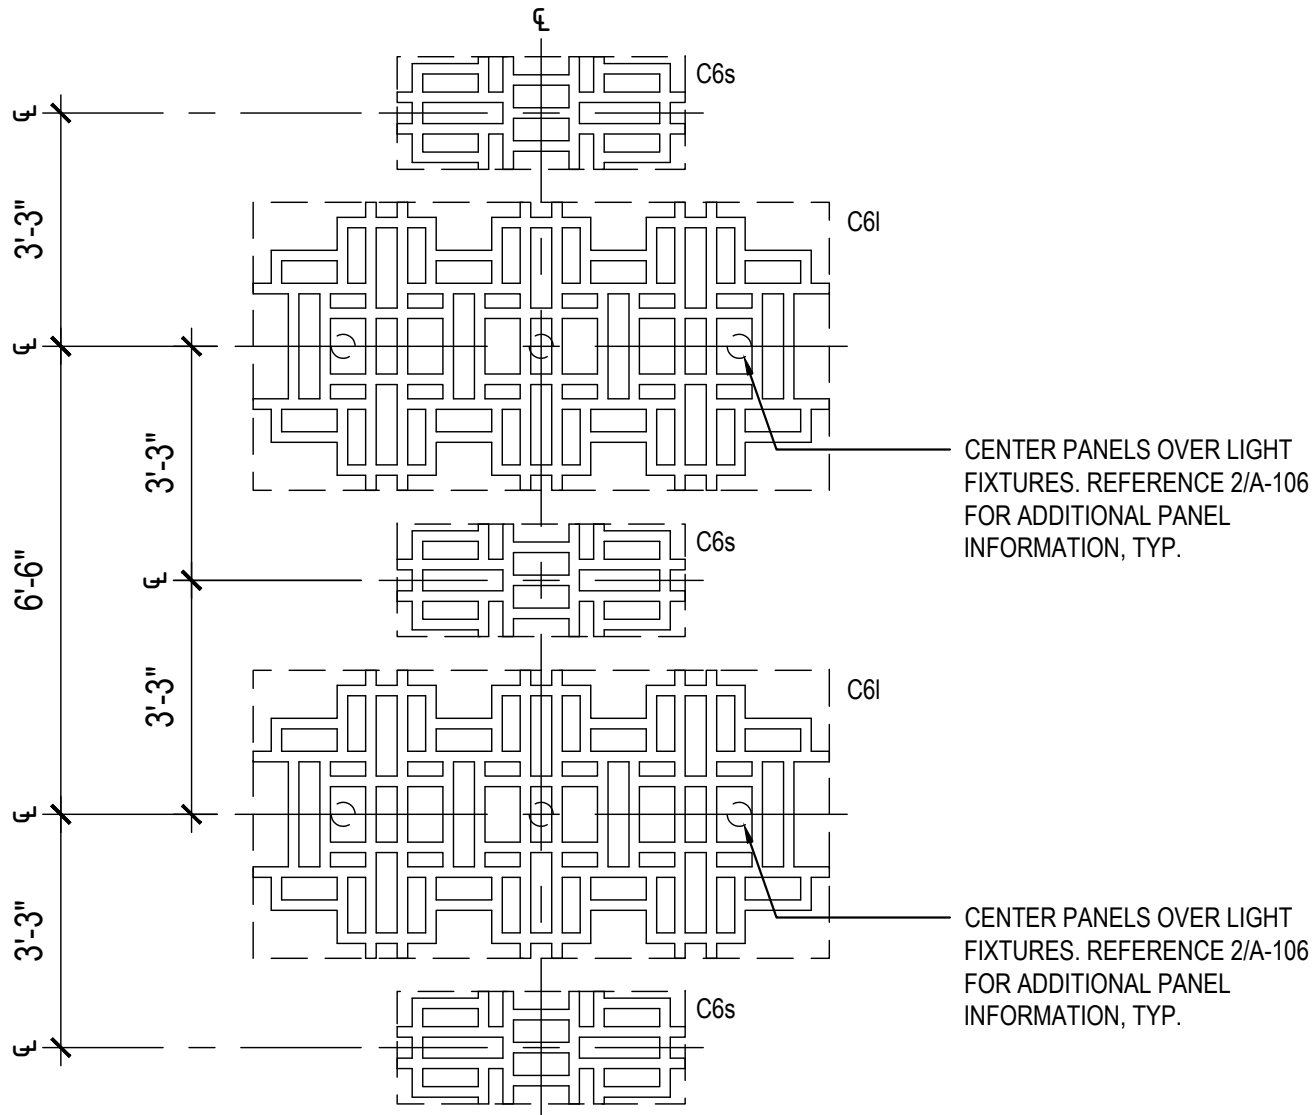 ℄
C6s
℄
3'-3"
C6l
℄
3'-3"
CENTER PANELS OVER LIGHT
FIXTURES. REFERENCE 2/A-106
FOR ADDITIONAL PANEL
INFORMATION, TYP.
C6s
6'-6"
℄
3'-3"
C6l
℄
CENTER PANELS OVER LIGHT
FIXTURES. REFERENCE 2/A-106
FOR ADDITIONAL PANEL
INFORMATION, TYP.
3'-3"
C6s
℄